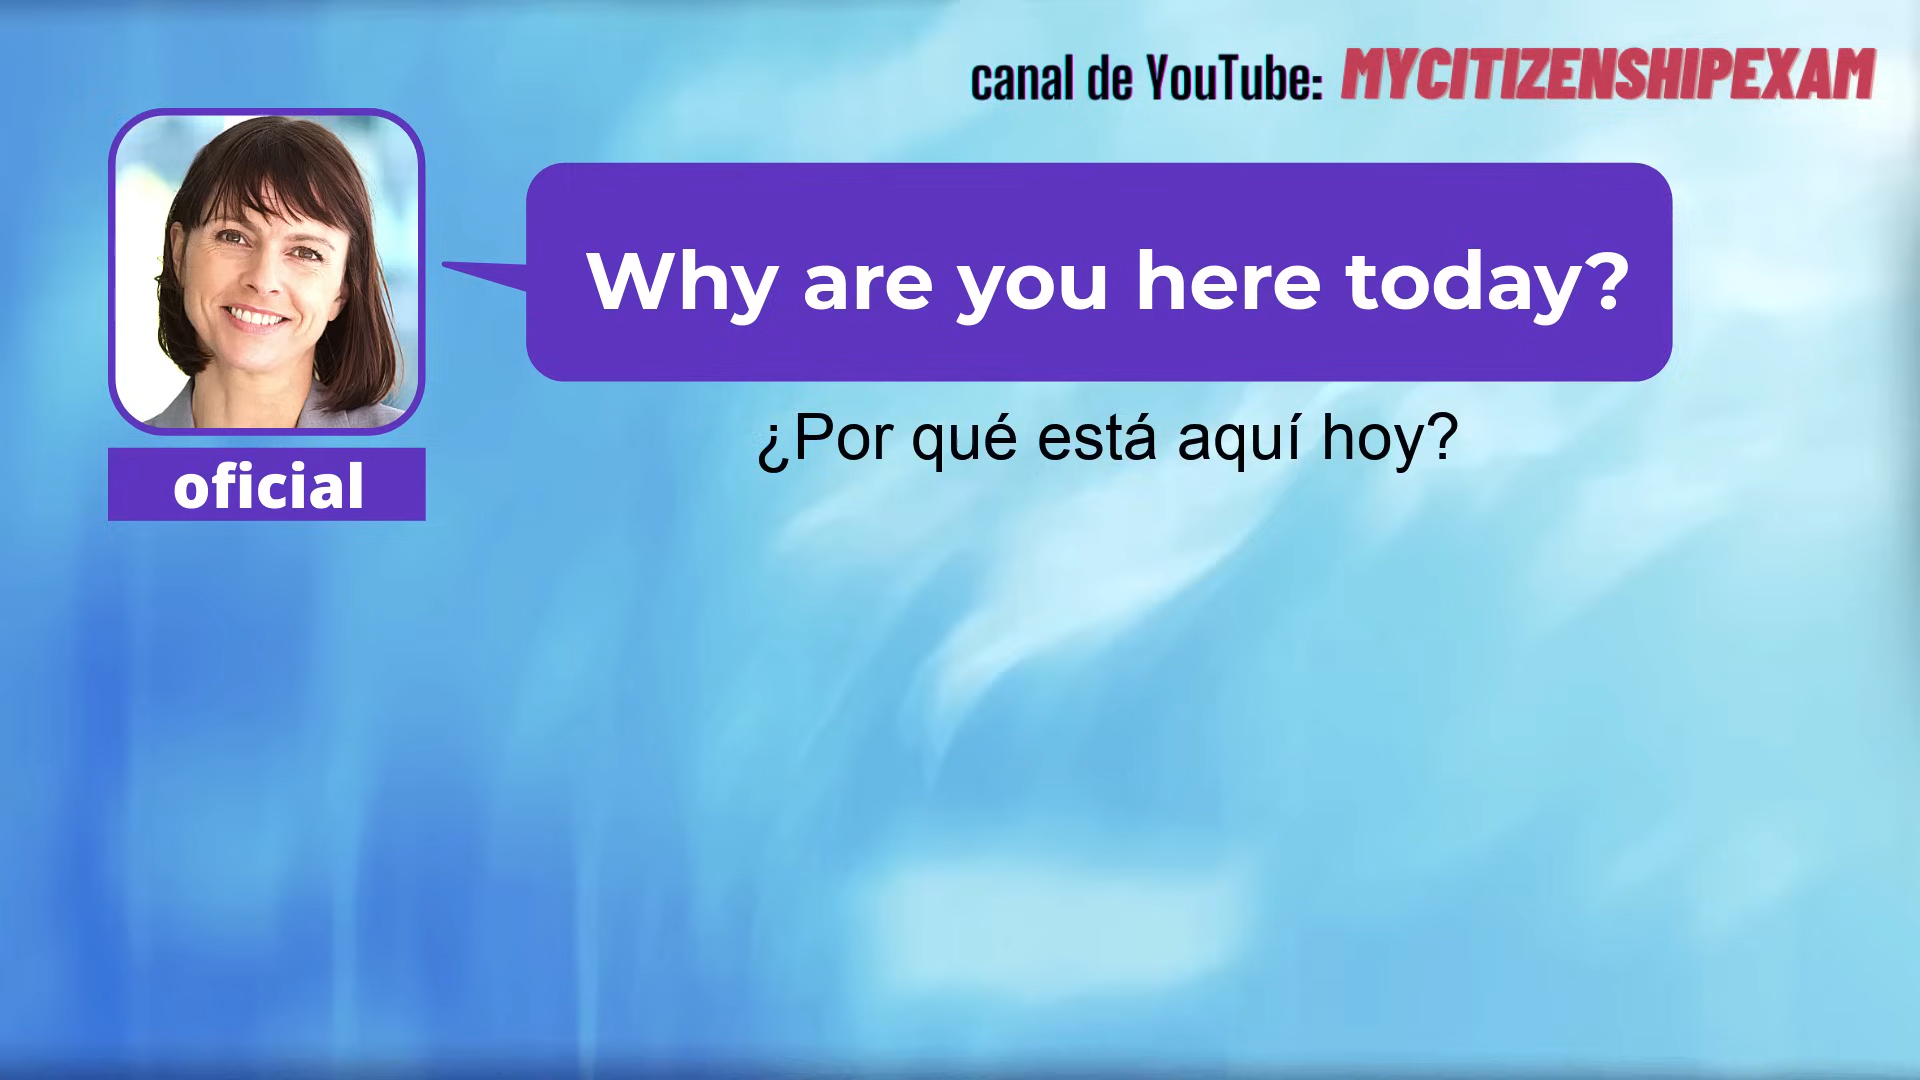 canal de YouTube: MYCITIZENSHIPEXAM
Why are you here today?
¿Por qué está aquí hoy?
oficial